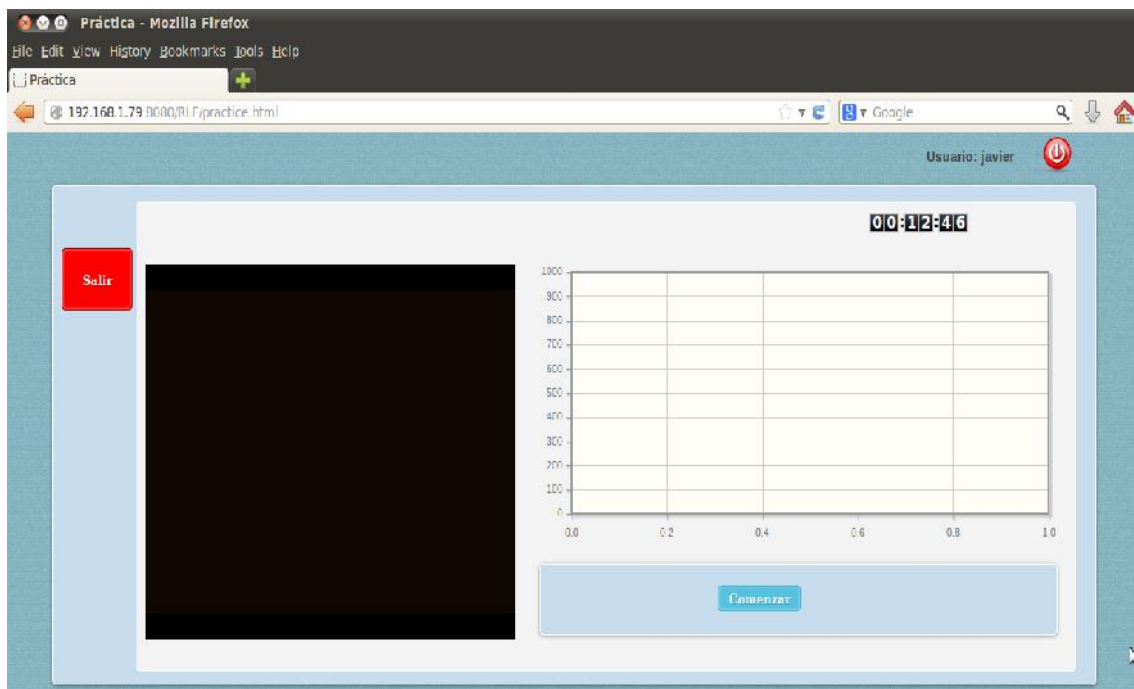 Práctica - Mozilla Firefox
File Edit View History Bookmarks Tools Help
Práctica
192.168.1.79:8080/RLF/practice.html
Google
Usuario: javier
00:12:46
Salir
1000
900
800
700
600
500
400
300
200
100
0
0.0 0.2 0.4 0.6 0.8 1.0
Comenzar